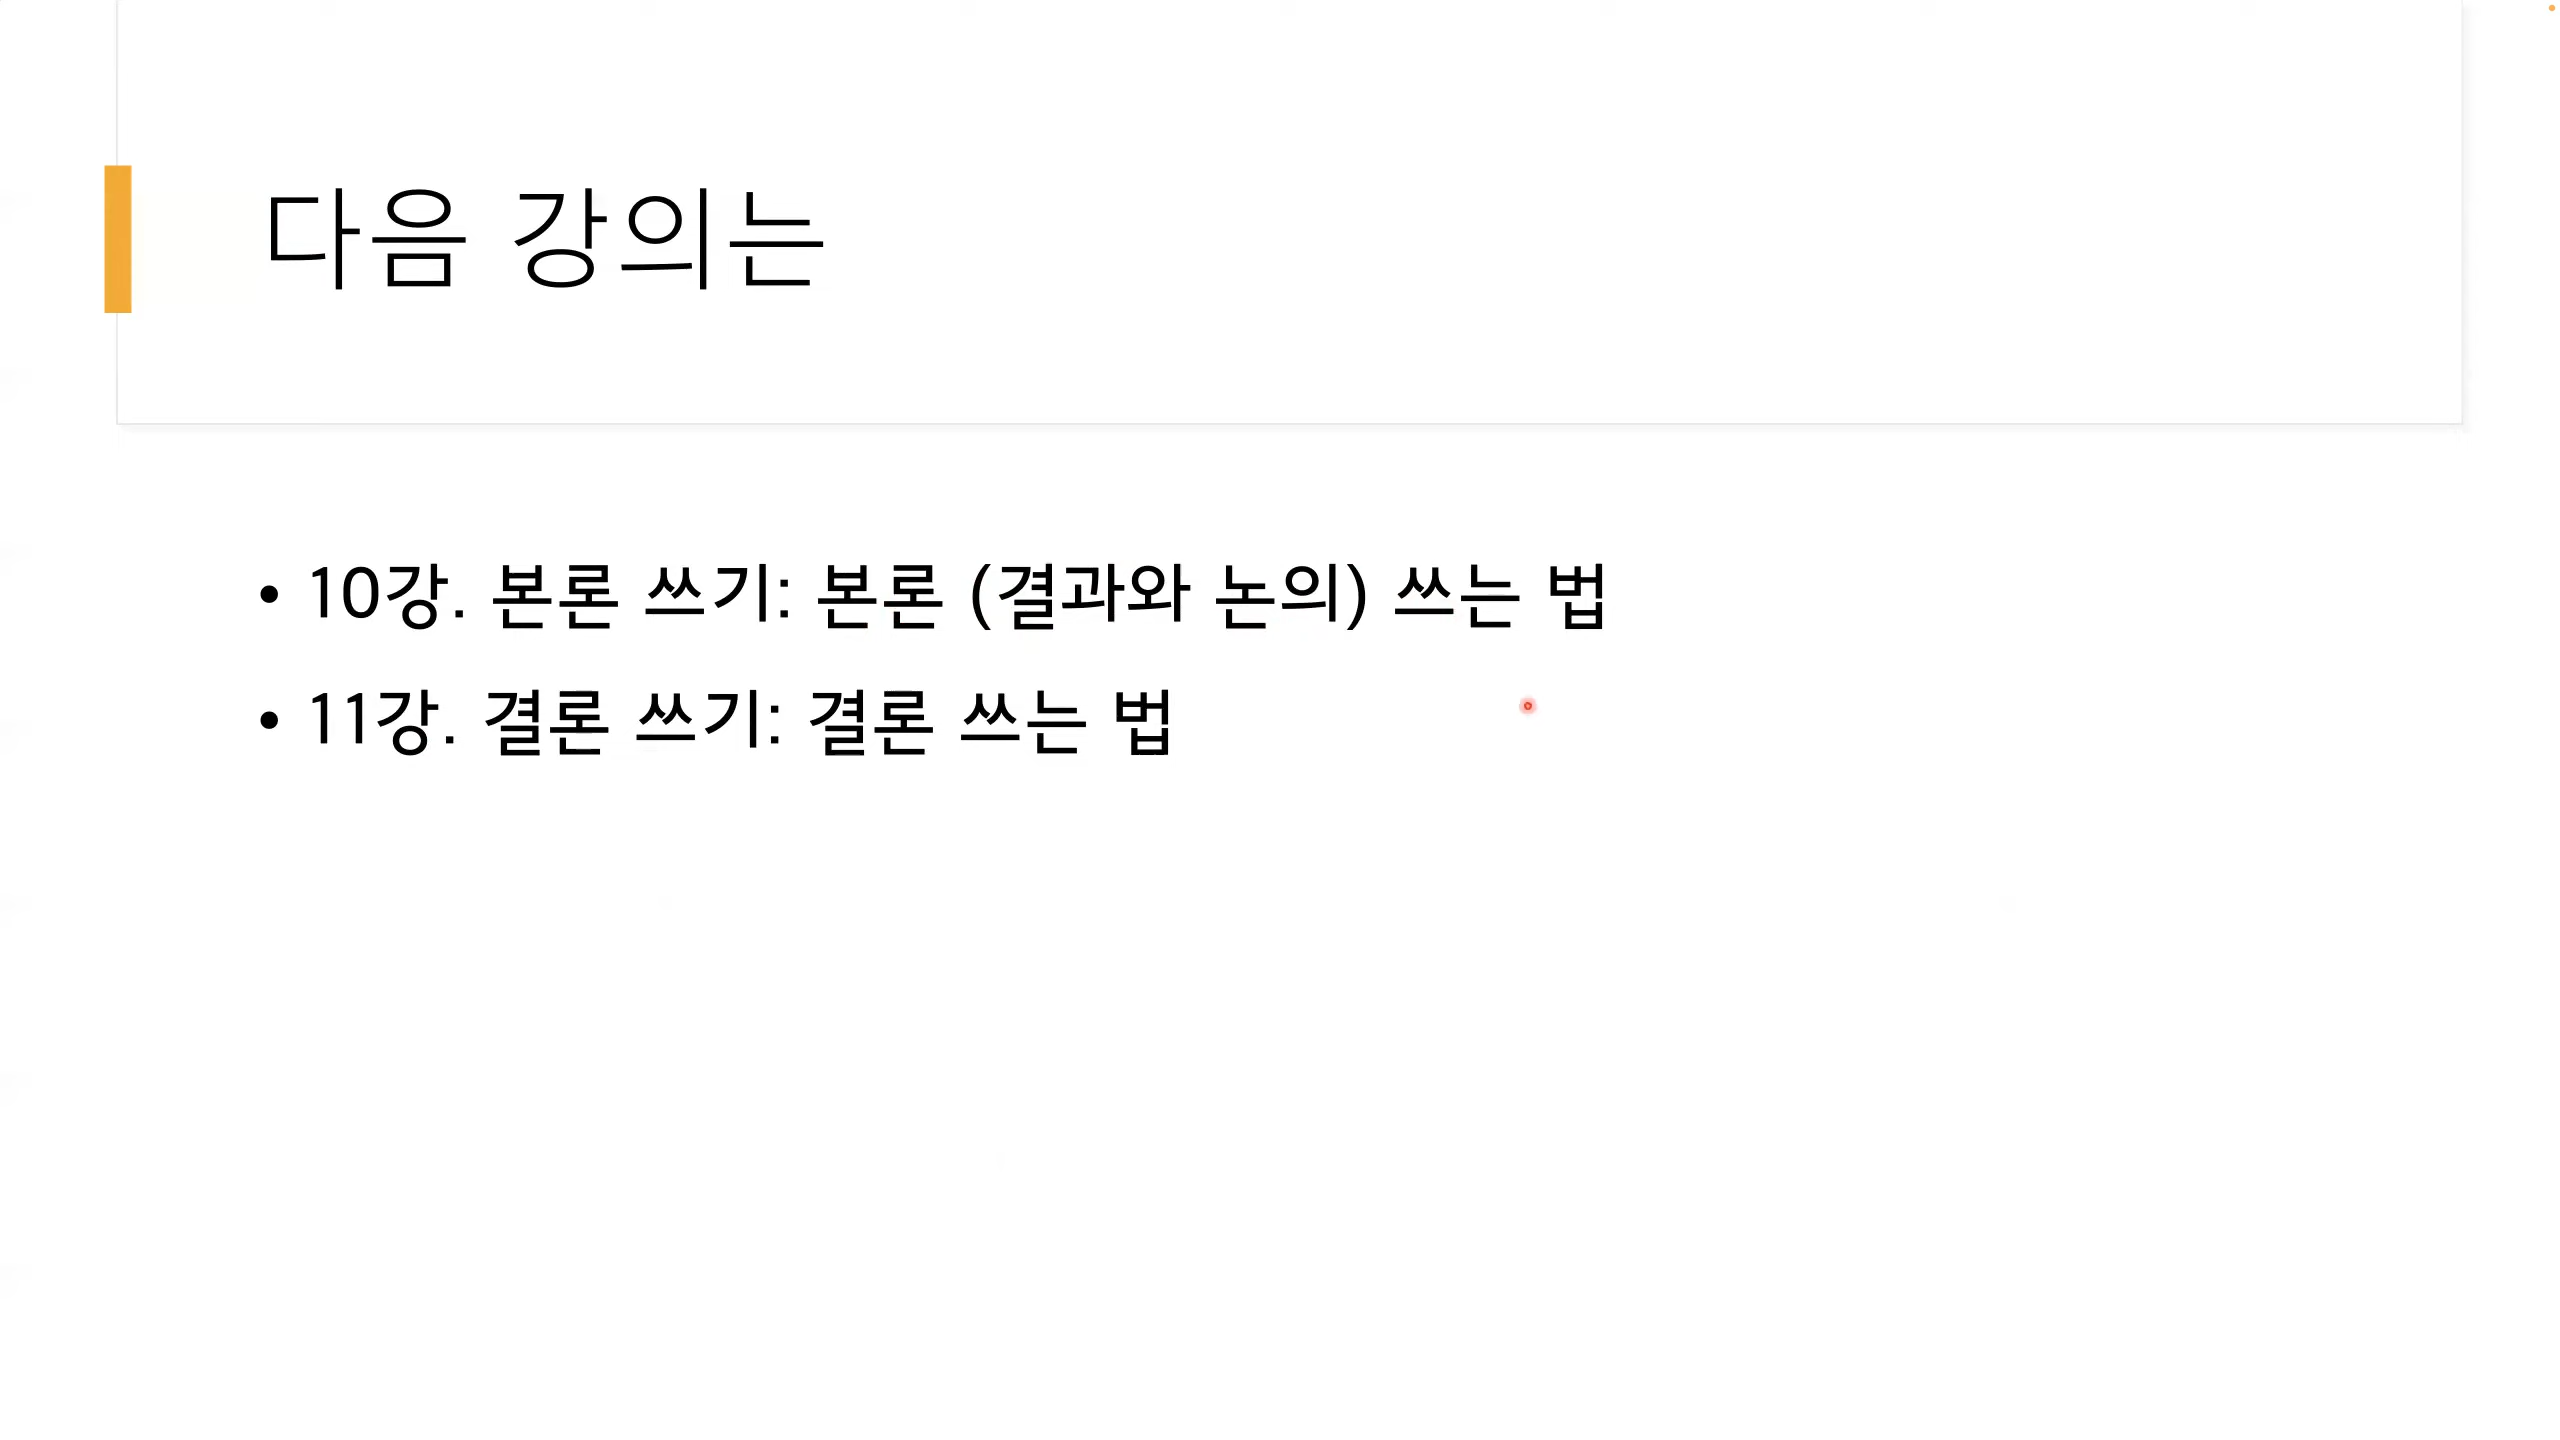 다음 강의는
• 10강. 본론 쓰기: 본론 (결과와 논의) 쓰는 법
• 11강. 결론 쓰기: 결론 쓰는 법